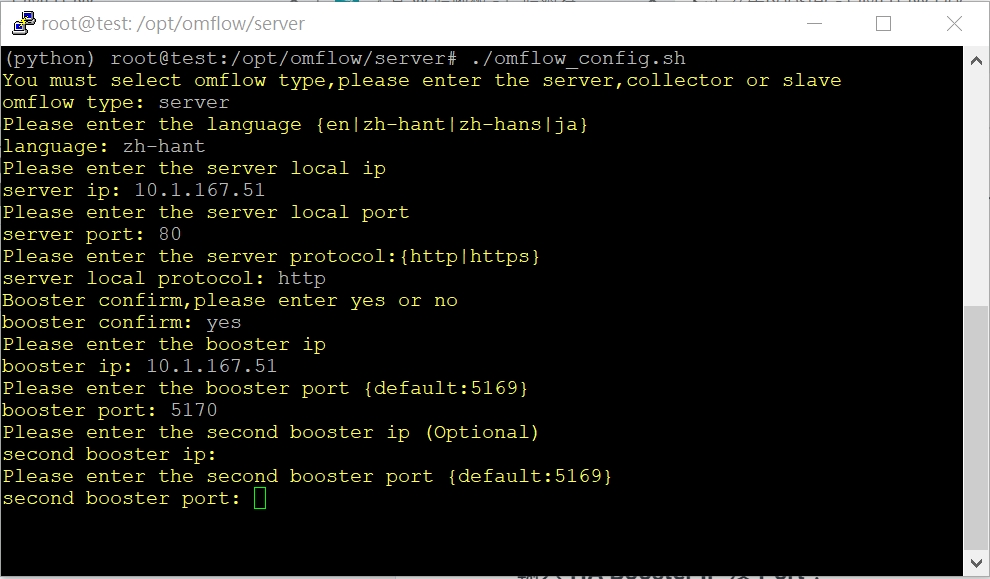 root@test: /opt/omflow/server
(python) root@test:/opt/omflow/server# ./omflow_config.sh
You must select omflow type,please enter the server,collector or slave
omflow type: server
Please enter the language {en|zh-hant|zh-hans|ja}
language: zh-hant
Please enter the server local ip
server ip: 10.1.167.51
Please enter the server local port
server port: 80
Please enter the server protocol:{http|https}
server local protocol: http
Booster confirm,please enter yes or no
booster confirm: yes
Please enter the booster ip
booster ip: 10.1.167.51
Please enter the booster port {default:5169}
booster port: 5170
Please enter the second booster ip (Optional)
second booster ip:
Please enter the second booster port {default:5169}
second booster port: